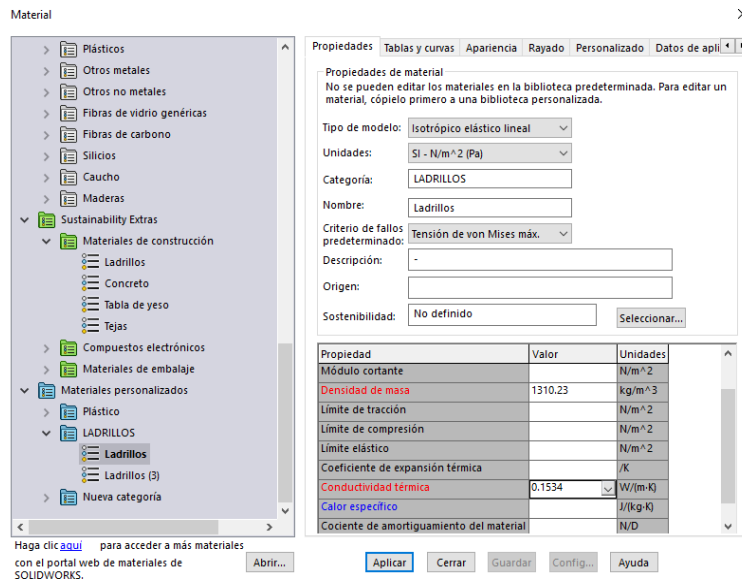 Material
Plásticos
Otros metales
Otros no metales
Fibras de vidrio genéricas
Fibras de carbono
Silicios
Caucho
Maderas
Sustainability Extras
Materiales de construcción
Ladrillos
Concreto
Tabla de yeso
Tejas
Compuestos electrónicos
Materiales de embalaje
Materiales personalizados
Plástico
LADRILLOS
Ladrillos
Ladrillos (3)
Nueva categoría
Haga clic aquí para acceder a más materiales
con el portal web de materiales de
SOLIDWORKS.
Abrir...
Propiedades Tablas y curvas Apariencia Rayado Personalizado Datos de apli
Propiedades de material
No se pueden editar los materiales en la biblioteca predeterminada. Para editar un
material, cópielo primero a una biblioteca personalizada.
Tipo de modelo: Isotrópico elástico lineal
Unidades: SI - N/m^2 (Pa)
Categoría: LADRILLOS
Nombre: Ladrillos
Criterio de fallos
predeterminado: Tensión de von Mises máx.
Descripción: -
Origen:
Sostenibilidad: No definido Seleccionar...
Propiedad Valor Unidades
Módulo cortante N/m^2
Densidad de masa 1310.23 kg/m^3
Límite de tracción N/m^2
Límite de compresión N/m^2
Límite elástico N/m^2
Coeficiente de expansión térmica /K
Conductividad térmica 0.1534 W/(m·K)
Calor específico J/(kg·K)
Cociente de amortiguamiento del material N/D
Aplicar Cerrar Guardar Config... Ayuda